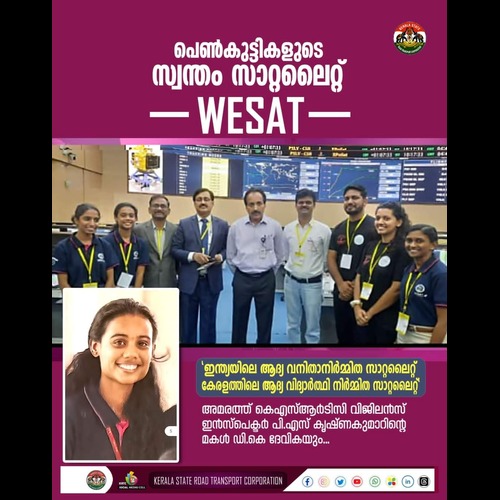 പെൺകുട്ടികളുടെ
സ്വന്തം സാറ്റലൈറ്റ്
WESAT
'ഇന്ത്യയിലെ ആദ്യ വനിതാനിർമ്മിത സാറ്റലൈറ്റ്
കേരളത്തിലെ ആദ്യ വിദ്യാർത്ഥി നിർമ്മിത സാറ്റലൈറ്റ്'
അമരത്ത് കെഎസ്ആർടിസി വിജിലൻസ്
ഇൻസ്പെക്ടർ പി.എസ് കൃഷ്ണകുമാറിന്റെ
മകൾ ഡി.കെ ദേവികയും...
KERALA STATE ROAD TRANSPORT CORPORATION